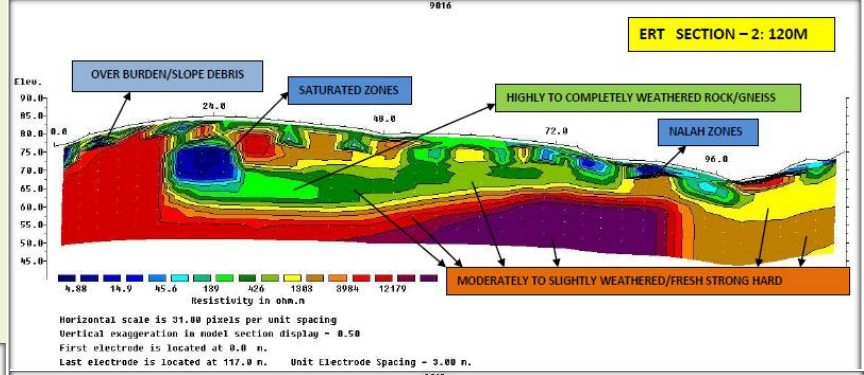 9016
ERT SECTION – 2: 120M
OVER BURDEN/SLOPE DEBRIS
SATURATED ZONES
HIGHLY TO COMPLETELY WEATHERED ROCK/GNEISS
NALAH ZONES
Elev.
90.0
85.0
80.0
75.0
70.0
65.0
60.0
55.0
50.0
45.0
0.0
24.0
48.0
72.0
96.0
MODERATELY TO SLIGHTLY WEATHERED/FRESH STRONG HARD
4.88 14.9 45.6 139 426 1303 3984 12179
Resistivity in ohm.m
Horizontal scale is 31.00 pixels per unit spacing
Vertical exaggeration in model section display = 0.50
First electrode is located at 0.0 m.
Last electrode is located at 117.0 m. Unit Electrode Spacing = 3.00 m.